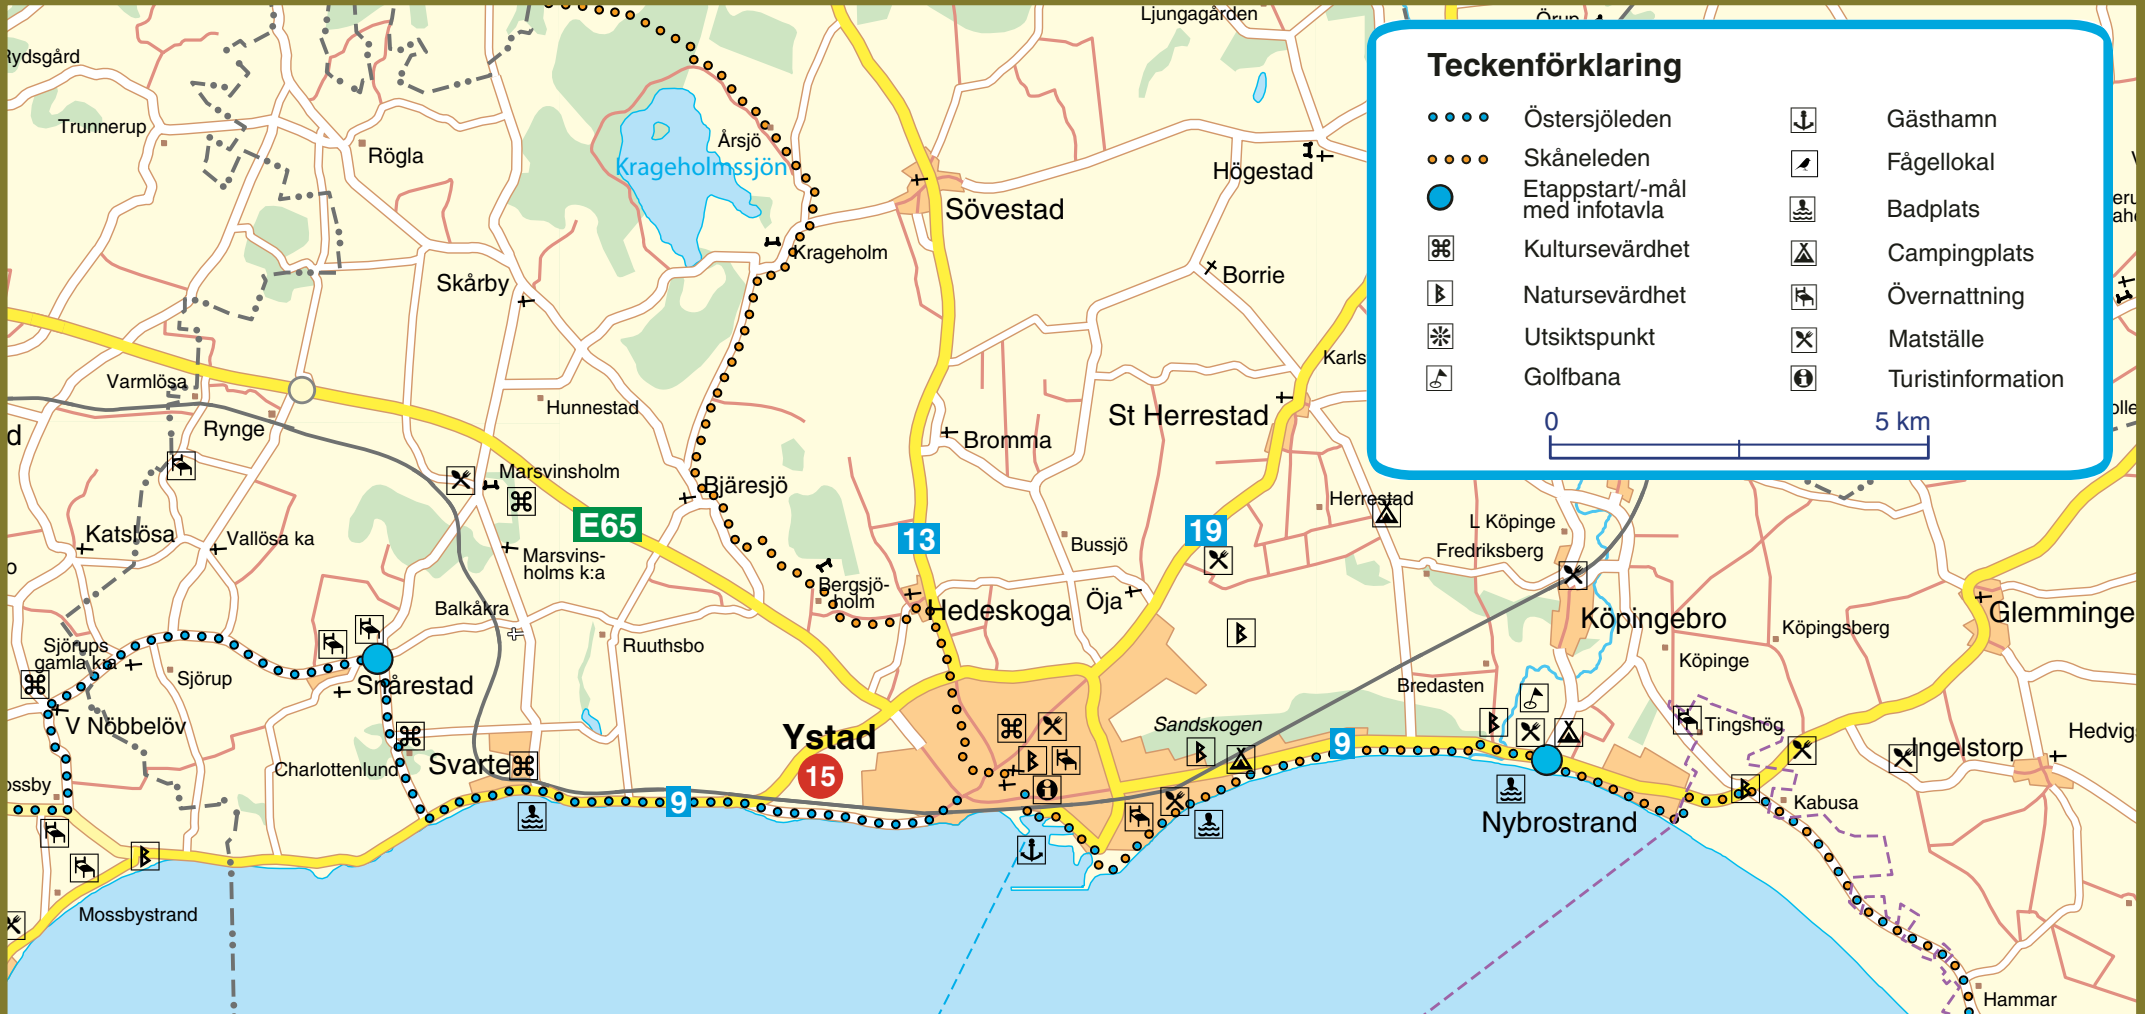 Ljungagården
Rydsgård
Teckenförklaring
Östersjöleden
Gästhamn
Skåneleden
Fågellokal
Etappstart/-mål
med infotavla
Badplats
Kultursevärdhet
Campingplats
Natursevärdhet
Övernattning
Utsiktspunkt
Matställe
Golfbana
Turistinformation
0
5 km
Trunnerup
Rögla
Årsjö
Krageholmssjön
Högestad
Sövestad
Krageholm
Skårby
Borrie
Varmlösa
Karls
Hunnestad
St Herrestad
Rynge
Bromma
d
Marsvinsholm
Bjäresjö
Herrestad
E65
13
19
L Köpinge
Katslösa
Vallösa ka
Bussjö
Fredriksberg
Marsvins-
holms k:a
Bergsjö-
holm
Öja
Balkåkra
Hedeskoga
Köpingebro
Glemminge
Köpingsberg
Sjörups
gamla k:a
Ruuthsbo
Köpinge
Sjörup
Snårestad
Bredasten
V Nöbbelöv
Sandskogen
Tingshög
Hedvig
Ystad
15
9
Ingelstorp
Charlottenlund
Svarte
ossby
9
Kabusa
Nybrostrand
Mossbystrand
Hammar